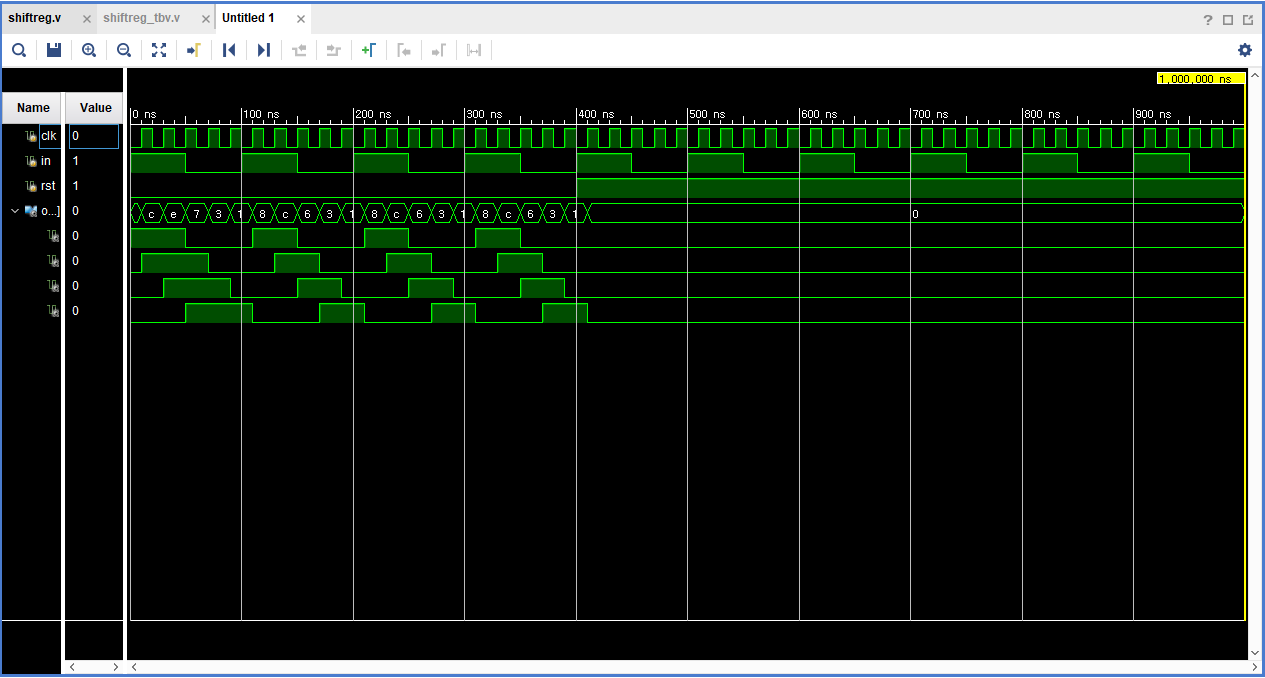 shiftreg.v × shiftreg_tbv.v × Untitled 1 ×
?
1,000,000 ns
Name Value
0 ns 100 ns 200 ns 300 ns 400 ns 500 ns 600 ns 700 ns 800 ns 900 ns
clk 0
in 1
rst 1
o...] 0 c e 7 3 1 8 c 6 3 1 8 c 6 3 1 8 c 6 3 1 0
0
0
0
0